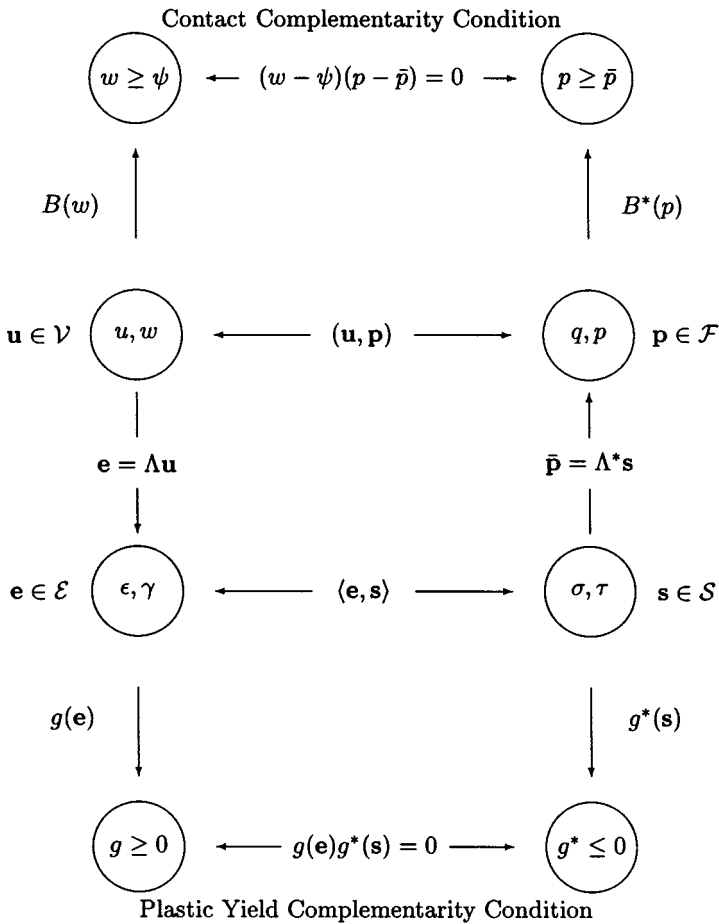 Contact Complementarity Condition
w ≥ ψ (w − ψ)(p − p̄) = 0 p ≥ p̄
B(w) B*(p)
𝐮 ∈ 𝒱 u, w (𝐮, 𝐩) q, p 𝐩 ∈ ℱ
𝐞 = Λ𝐮 𝐩̄ = Λ*𝐬
𝐞 ∈ ℰ ϵ, γ ⟨𝐞, 𝐬⟩ σ, τ 𝐬 ∈ 𝒮
g(𝐞) g*(𝐬)
g ≥ 0 g(𝐞)g*(𝐬) = 0 g* ≤ 0
Plastic Yield Complementarity Condition